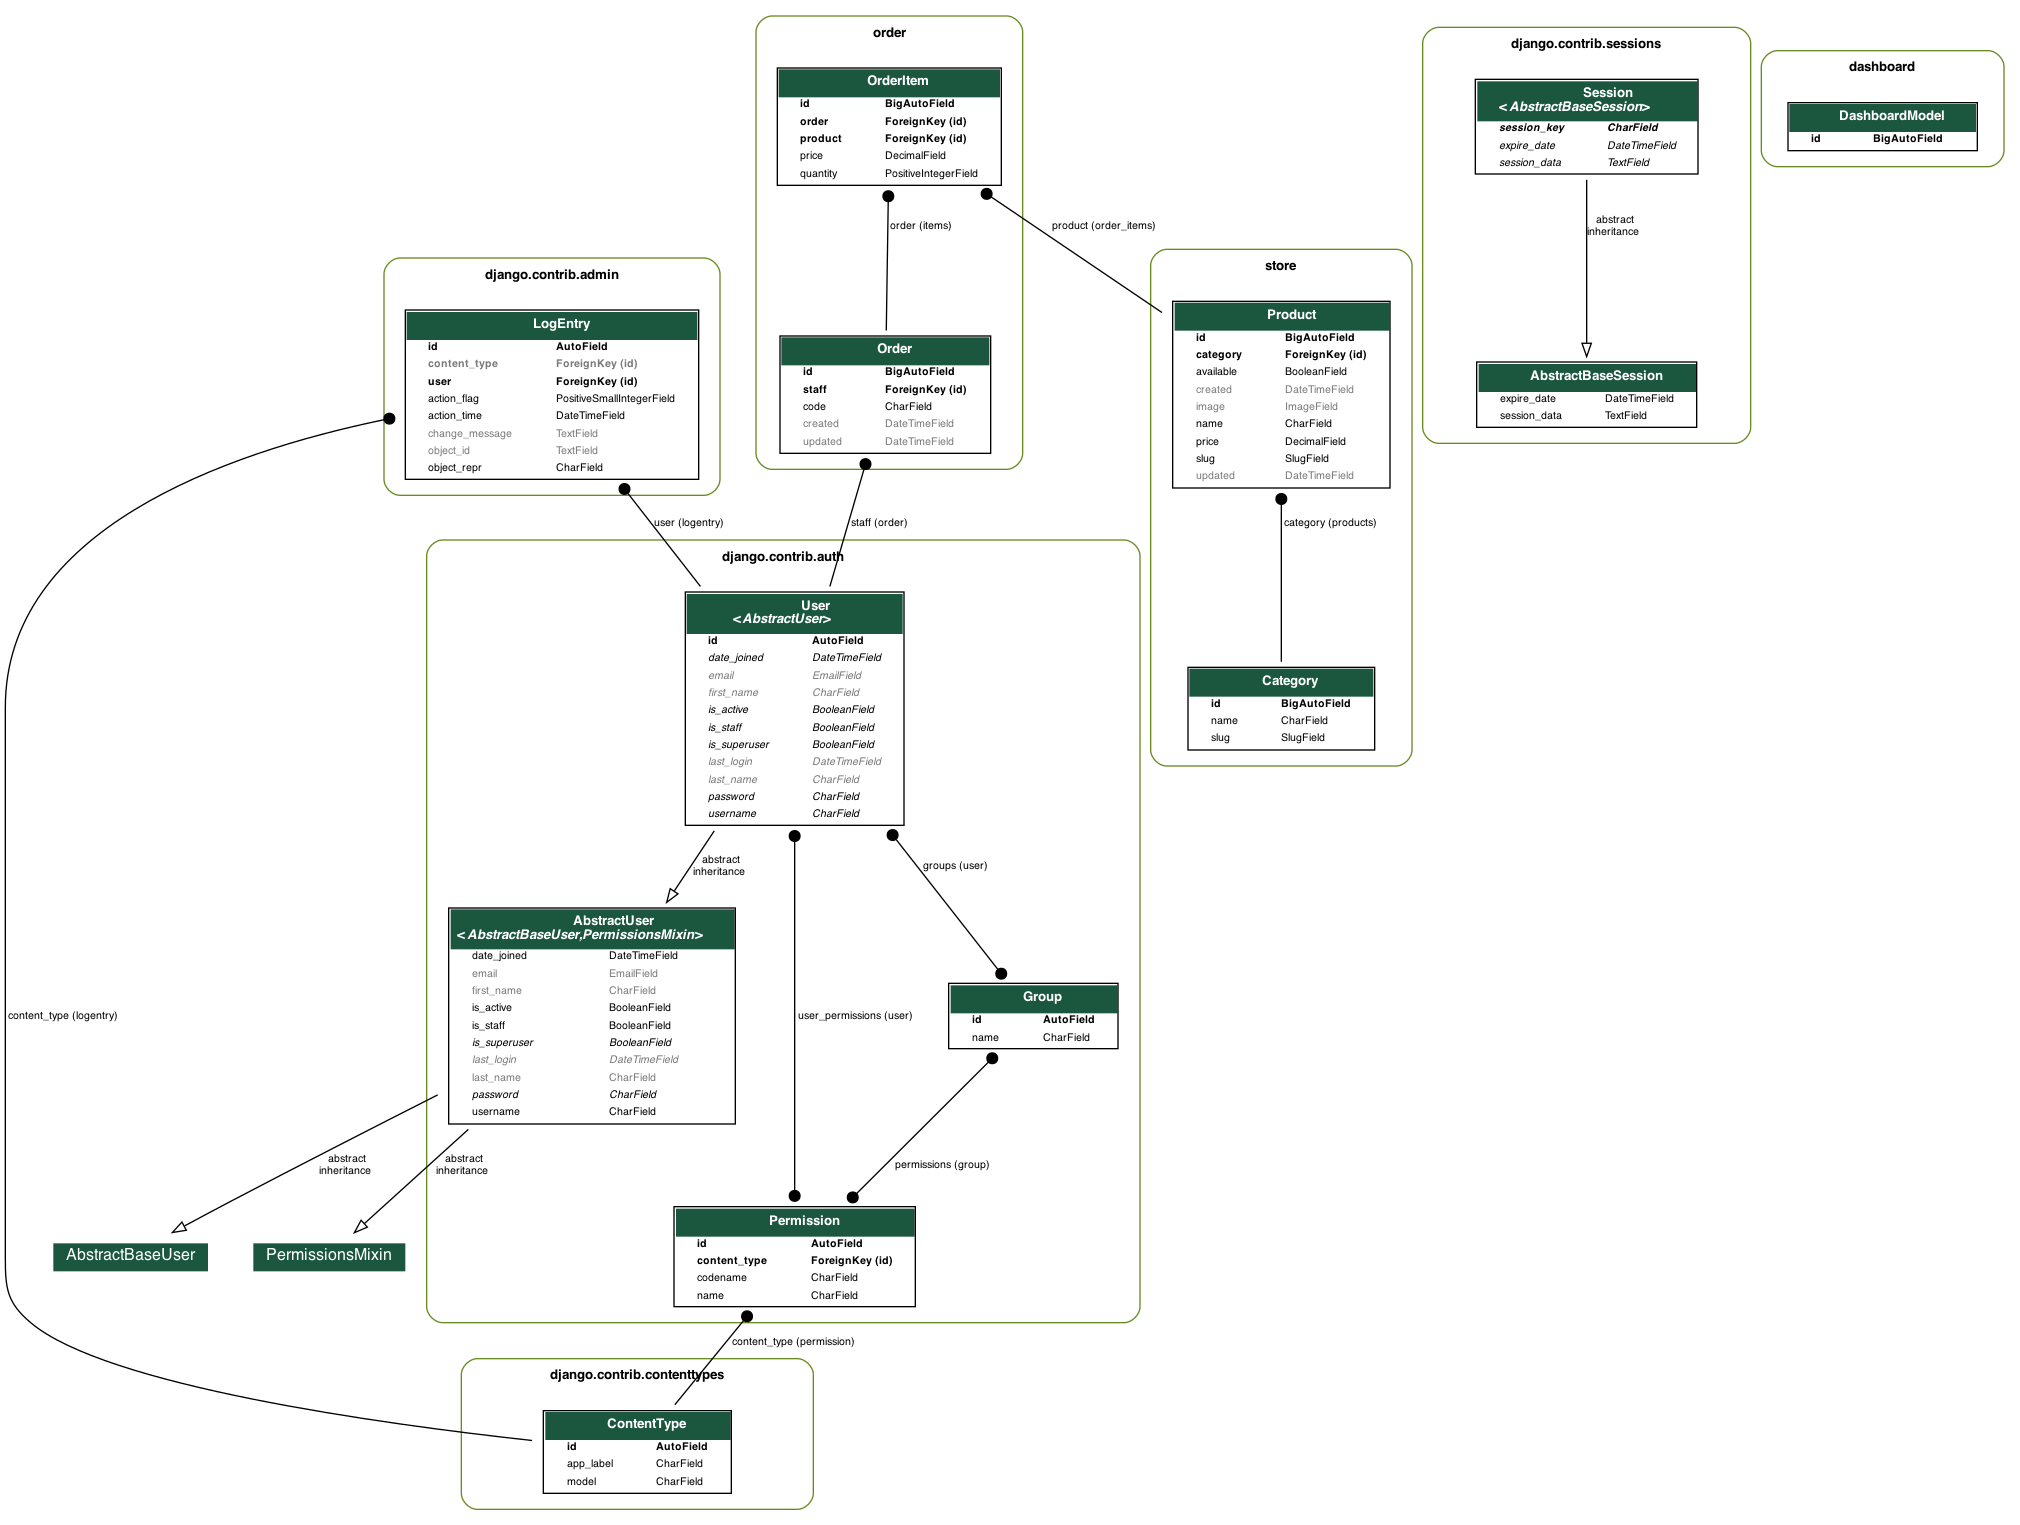 order
OrderItem
id BigAutoField
order ForeignKey (id)
product ForeignKey (id)
price DecimalField
quantity PositiveIntegerField
order (items)
product (order_items)
Order
id BigAutoField
staff ForeignKey (id)
code CharField
created DateTimeField
updated DateTimeField
staff (order)
django.contrib.sessions
Session
<AbstractBaseSession>
session_key CharField
expire_date DateTimeField
session_data TextField
abstract
inheritance
AbstractBaseSession
expire_date DateTimeField
session_data TextField
dashboard
DashboardModel
id BigAutoField
django.contrib.admin
LogEntry
id AutoField
content_type ForeignKey (id)
user ForeignKey (id)
action_flag PositiveSmallIntegerField
action_time DateTimeField
change_message TextField
object_id TextField
object_repr CharField
user (logentry)
content_type (logentry)
store
Product
id BigAutoField
category ForeignKey (id)
available BooleanField
created DateTimeField
image ImageField
name CharField
price DecimalField
slug SlugField
updated DateTimeField
category (products)
Category
id BigAutoField
name CharField
slug SlugField
django.contrib.auth
User
<AbstractUser>
id AutoField
date_joined DateTimeField
email EmailField
first_name CharField
is_active BooleanField
is_staff BooleanField
is_superuser BooleanField
last_login DateTimeField
last_name CharField
password CharField
username CharField
abstract
inheritance
user_permissions (user)
groups (user)
AbstractUser
<AbstractBaseUser,PermissionsMixin>
date_joined DateTimeField
email EmailField
first_name CharField
is_active BooleanField
is_staff BooleanField
is_superuser BooleanField
last_login DateTimeField
last_name CharField
password CharField
username CharField
Group
id AutoField
name CharField
permissions (group)
abstract
inheritance
abstract
inheritance
AbstractBaseUser
PermissionsMixin
Permission
id AutoField
content_type ForeignKey (id)
codename CharField
name CharField
content_type (permission)
django.contrib.contenttypes
ContentType
id AutoField
app_label CharField
model CharField